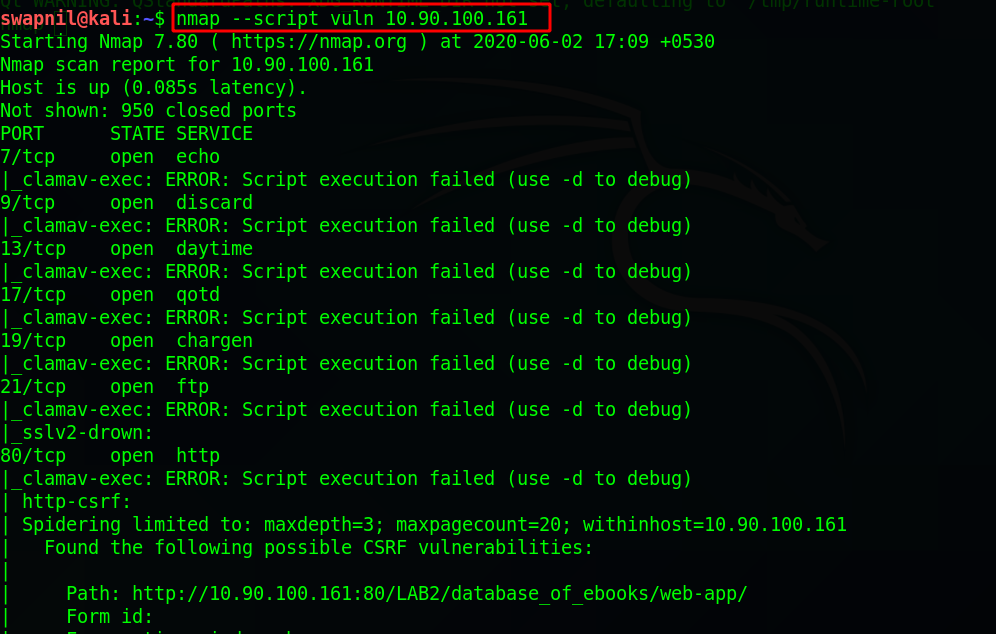 Qt WARNING: QStandardPaths: XDG_RUNTIME_DIR not set, defaulting to '/tmp/runtime-root
swapnil@kali:~$ nmap --script vuln 10.90.100.161
Starting Nmap 7.80 ( https://nmap.org ) at 2020-06-02 17:09 +0530
Nmap scan report for 10.90.100.161
Host is up (0.085s latency).
Not shown: 950 closed ports
PORT      STATE SERVICE
7/tcp     open  echo
|_clamav-exec: ERROR: Script execution failed (use -d to debug)
9/tcp     open  discard
|_clamav-exec: ERROR: Script execution failed (use -d to debug)
13/tcp    open  daytime
|_clamav-exec: ERROR: Script execution failed (use -d to debug)
17/tcp    open  qotd
|_clamav-exec: ERROR: Script execution failed (use -d to debug)
19/tcp    open  chargen
|_clamav-exec: ERROR: Script execution failed (use -d to debug)
21/tcp    open  ftp
|_clamav-exec: ERROR: Script execution failed (use -d to debug)
|_sslv2-drown:
80/tcp    open  http
|_clamav-exec: ERROR: Script execution failed (use -d to debug)
| http-csrf:
| Spidering limited to: maxdepth=3; maxpagecount=20; withinhost=10.90.100.161
|   Found the following possible CSRF vulnerabilities:
|
|     Path: http://10.90.100.161:80/LAB2/database_of_ebooks/web-app/
|     Form id: